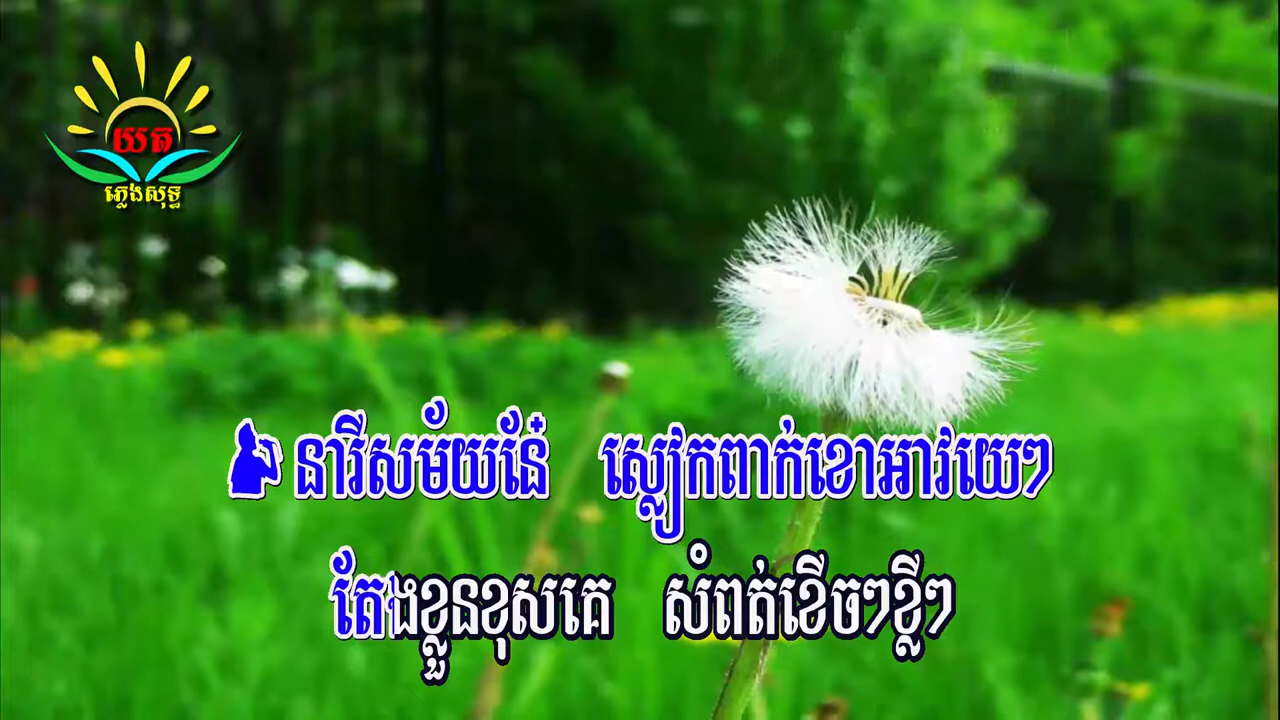 យត
ភ្លេងសុទ្ធ
នារីសម័យនែ៎ ស្លៀកពាក់ខោអាវយេៗ
តែងខ្លួនខុសគេ សំពត់ខើចៗខ្លីៗ